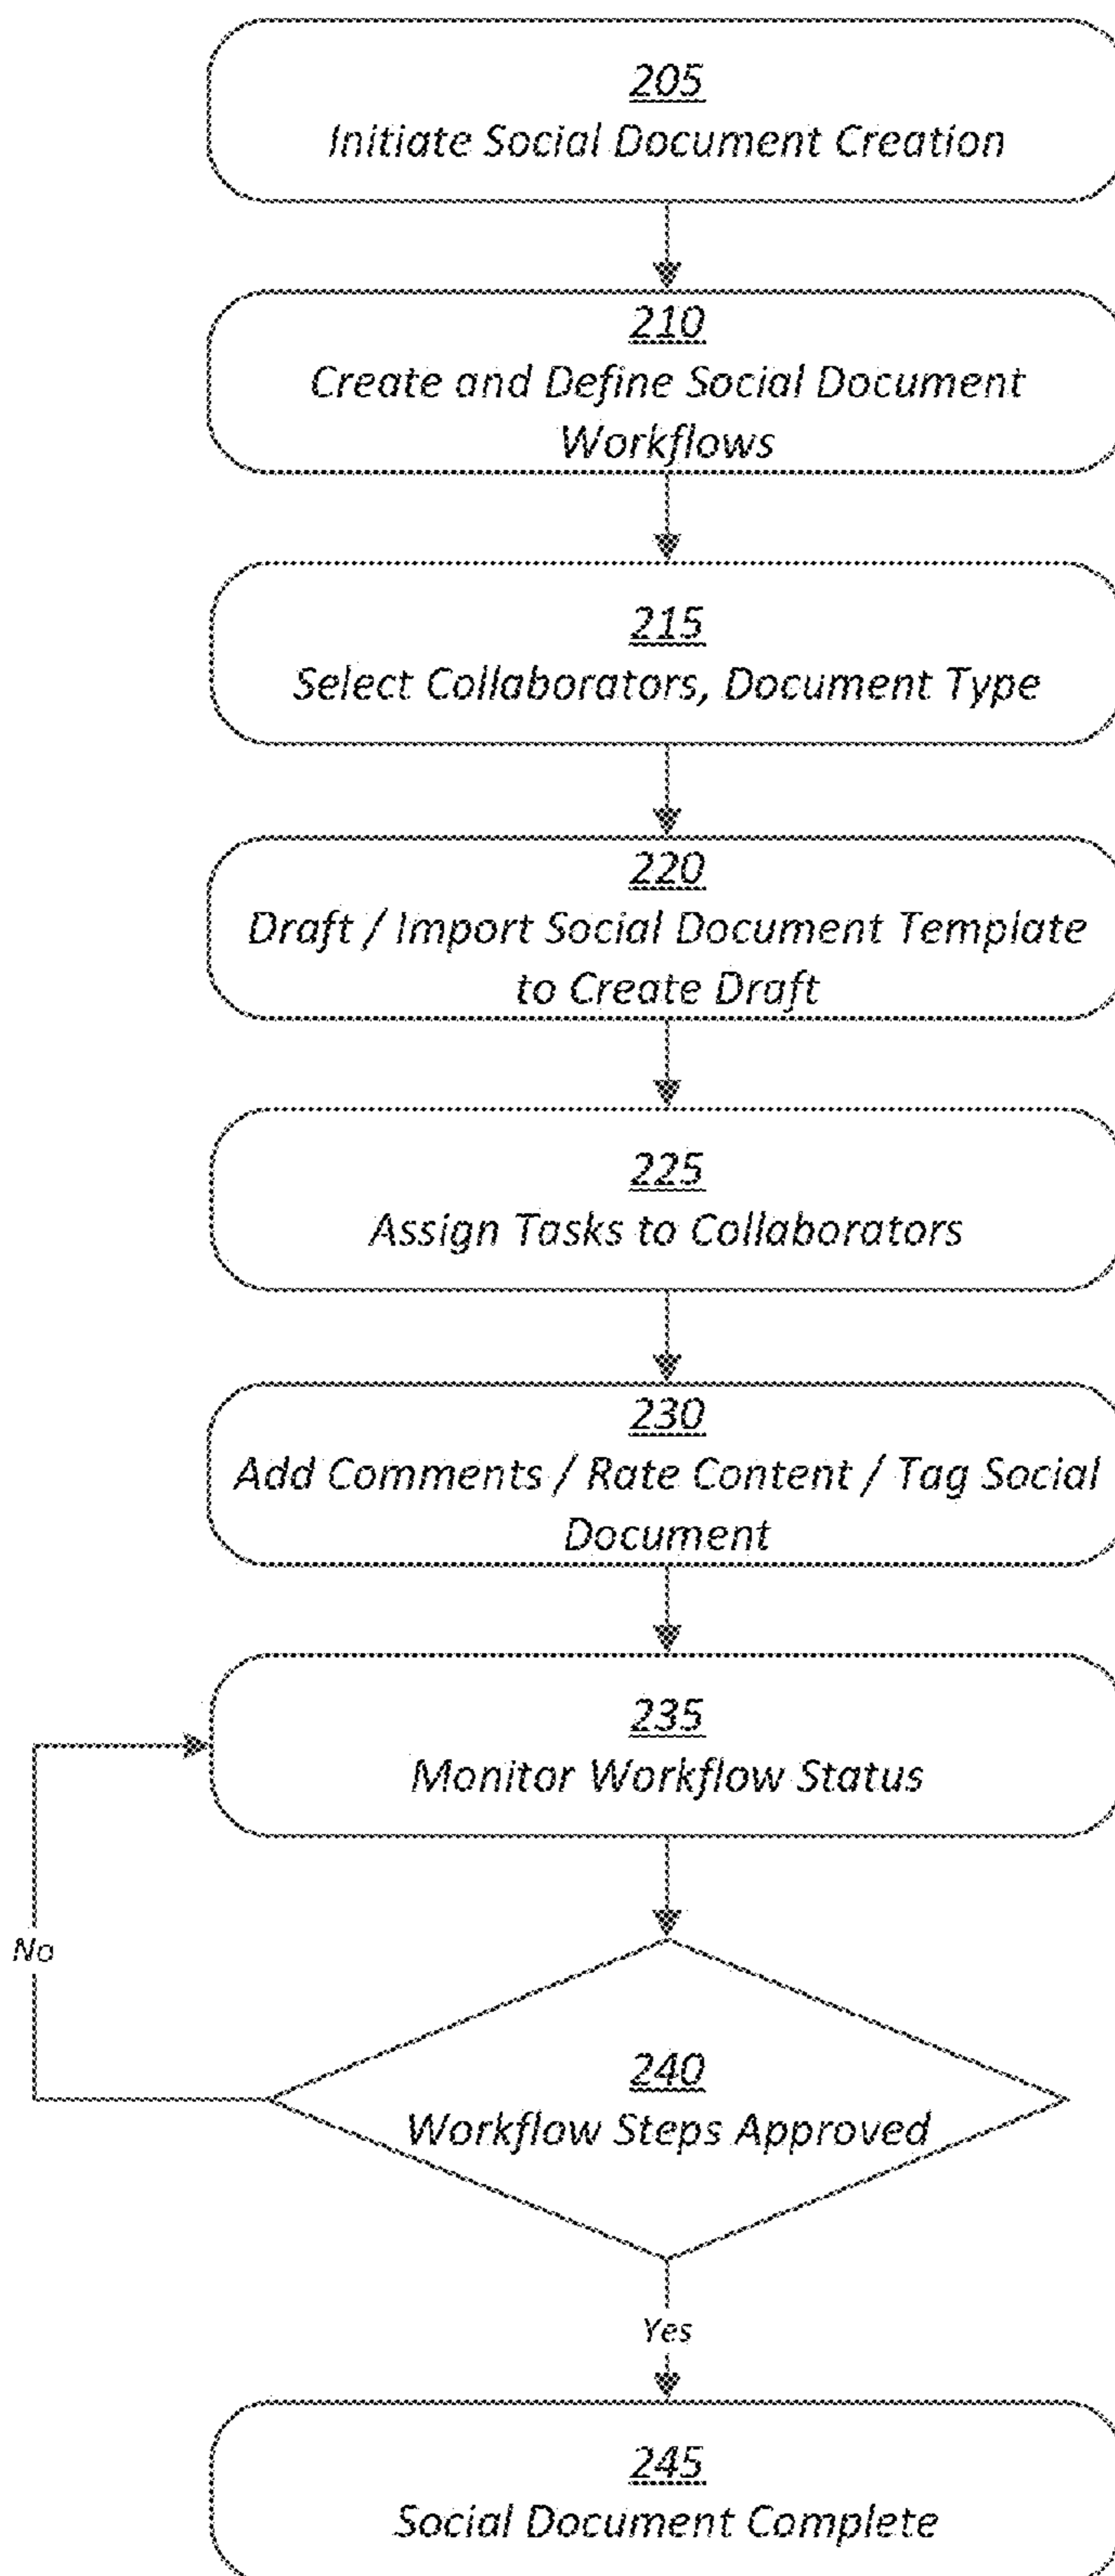 205
Initiate Social Document Creation
210
Create and Define Social Document
Workflows
215
Select Collaborators, Document Type
220
Draft / Import Social Document Template
to Create Draft
225
Assign Tasks to Collaborators
230
Add Comments / Rate Content / Tag Social
Document
235
Monitor Workflow Status
No
240
Workflow Steps Approved
Yes
245
Social Document Complete